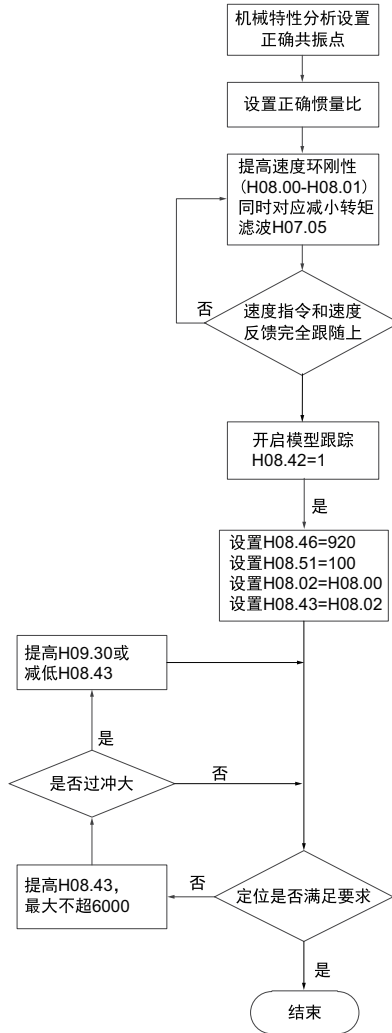 机械特性分析设置
正确共振点
设置正确惯量比
提高速度环刚性
(H08.00-H08.01)
同时对应减小转矩
滤波H07.05
否
速度指令和速度
反馈完全跟随上
开启模型跟踪
H08.42=1
是
设置H08.46=920
设置H08.51=100
设置H08.02=H08.00
设置H08.43=H08.02
提高H09.30或
减低H08.43
是
是否过冲大
否
提高H08.43，
最大不超6000
否
定位是否满足要求
是
结束